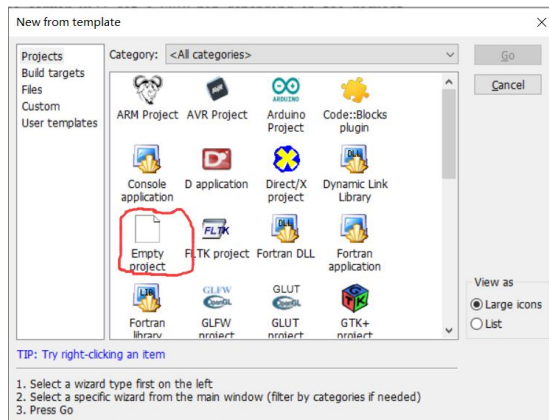 New from template
Projects
Build targets
Files
Custom
User templates
Category: <All categories>
Go
Cancel
ARM Project
AVR Project
ARDUINO
Arduino Project
Code::Blocks plugin
Console application
D application
Direct/X project
Dynamic Link Library
Empty project
FLTK project
Fortran DLL
Fortran application
Fortran library
GLFW project
GLUT project
GTK+ project
View as
Large icons
List
TIP: Try right-clicking an item
1. Select a wizard type first on the left
2. Select a specific wizard from the main window (filter by categories if needed)
3. Press Go